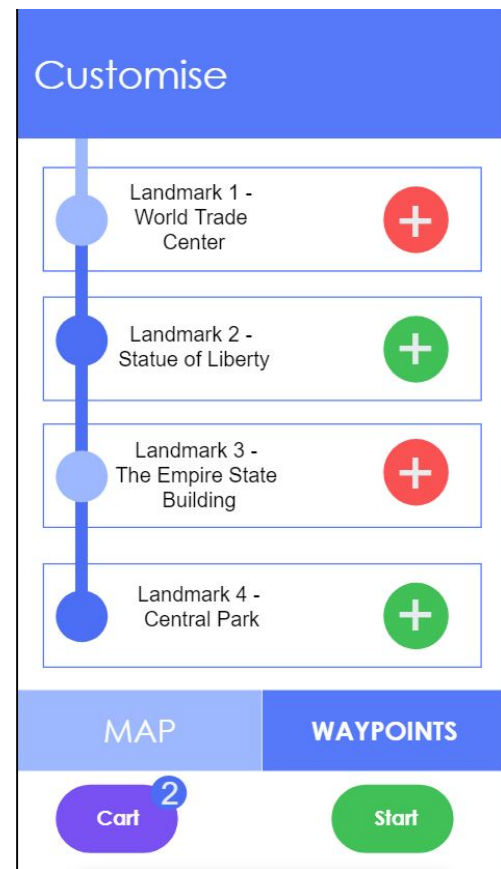 Customise
Landmark 1 -
World Trade
Center
Landmark 2 -
Statue of Liberty
Landmark 3 -
The Empire State
Building
Landmark 4 -
Central Park
MAP
WAYPOINTS
Cart
2
Start